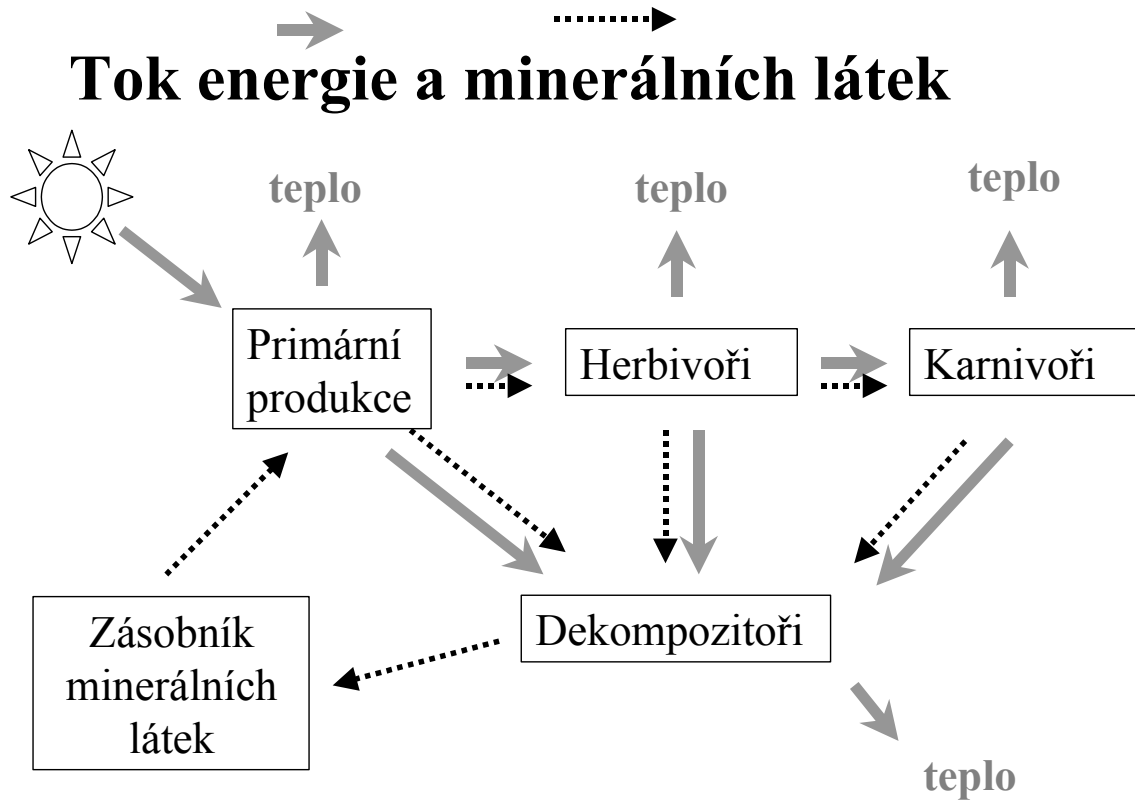 Tok energie a minerálních látek
teplo
teplo
teplo
Primární
produkce
Herbivoři
Karnivoři
Zásobník
minerálních
látek
Dekompozitoři
teplo